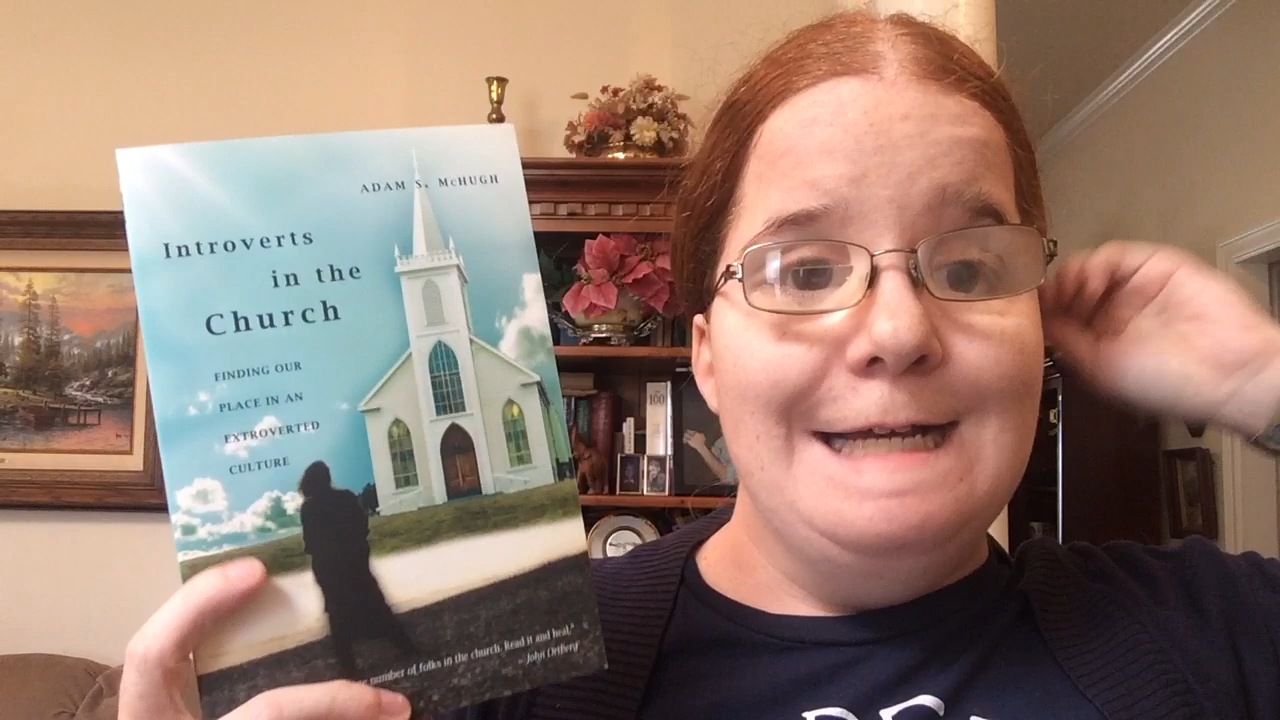 ADAM S. McHUGH
Introverts
in the
Church
FINDING OUR
PLACE IN AN
EXTROVERTED
CULTURE
number of folks in the church. Read it and heal."
– John Ortberg
100